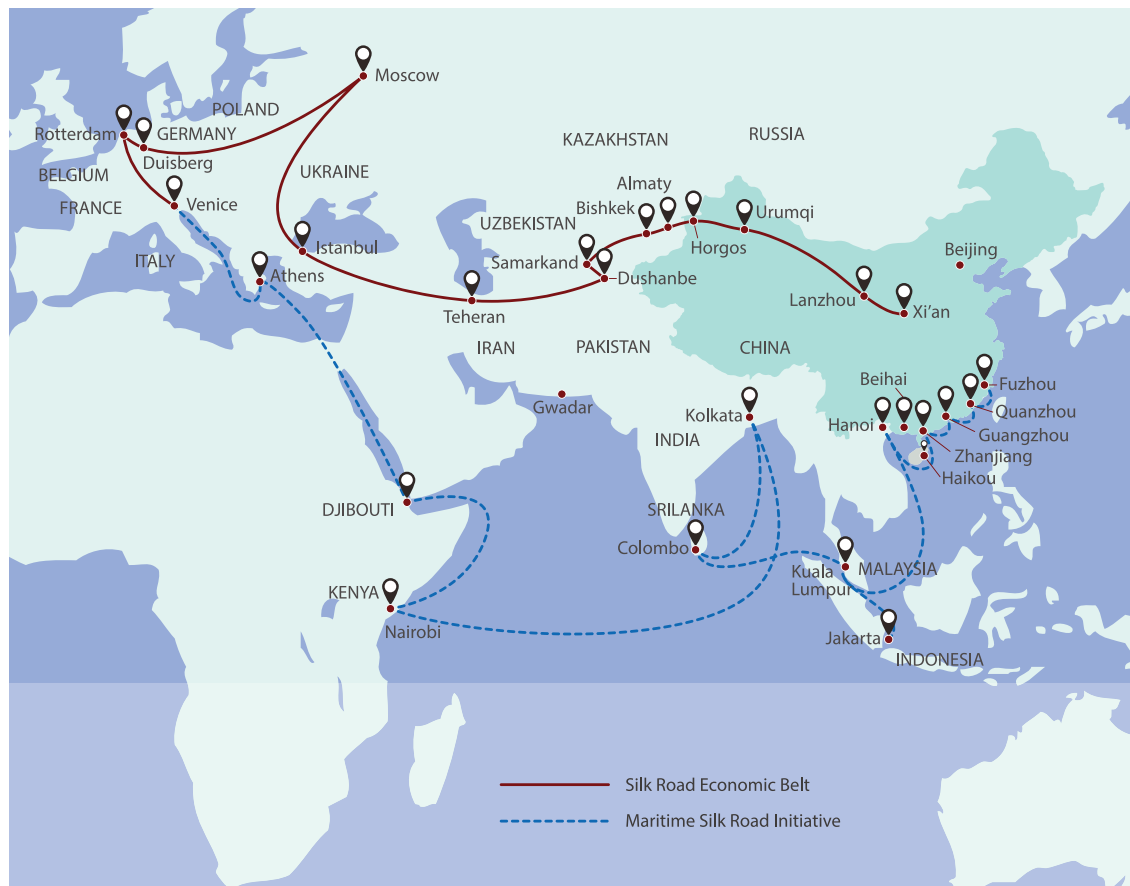 Moscow
POLAND
Rotterdam
GERMANY
KAZAKHSTAN
RUSSIA
Duisberg
BELGIUM
UKRAINE
Almaty
FRANCE
Venice
Bishkek
Urumqi
UZBEKISTAN
Istanbul
Horgos
Beijing
ITALY
Athens
Samarkand
Dushanbe
Lanzhou
Xi'an
Teheran
IRAN
PAKISTAN
CHINA
Beihai
Fuzhou
Gwadar
Kolkata
Quanzhou
Hanoi
Guangzhou
INDIA
Zhanjiang
Haikou
DJIBOUTI
SRILANKA
Colombo
Kuala
Lumpur
MALAYSIA
KENYA
Nairobi
Jakarta
INDONESIA
Silk Road Economic Belt
Maritime Silk Road Initiative